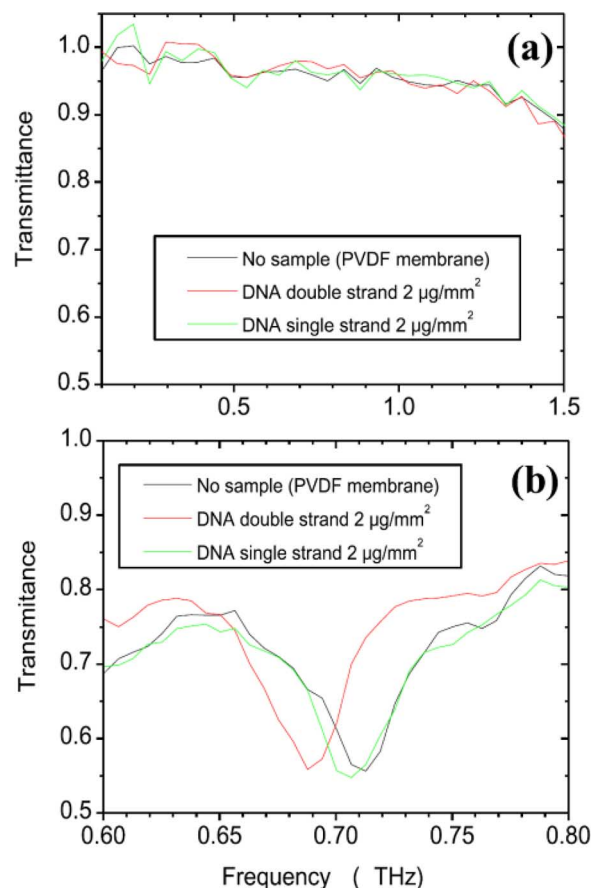 (a)
1.0
0.9
0.8
0.7
0.6
0.5
Transmittance
No sample (PVDF membrane)
DNA double strand 2 µg/mm²
DNA single strand 2 µg/mm²
0.5 1.0 1.5
(b)
1.0
0.9
0.8
0.7
0.6
0.5
Transmitance
No sample (PVDF membrane)
DNA double strand 2 µg/mm²
DNA single strand 2 µg/mm²
0.60 0.65 0.70 0.75 0.80
Frequency ( THz)